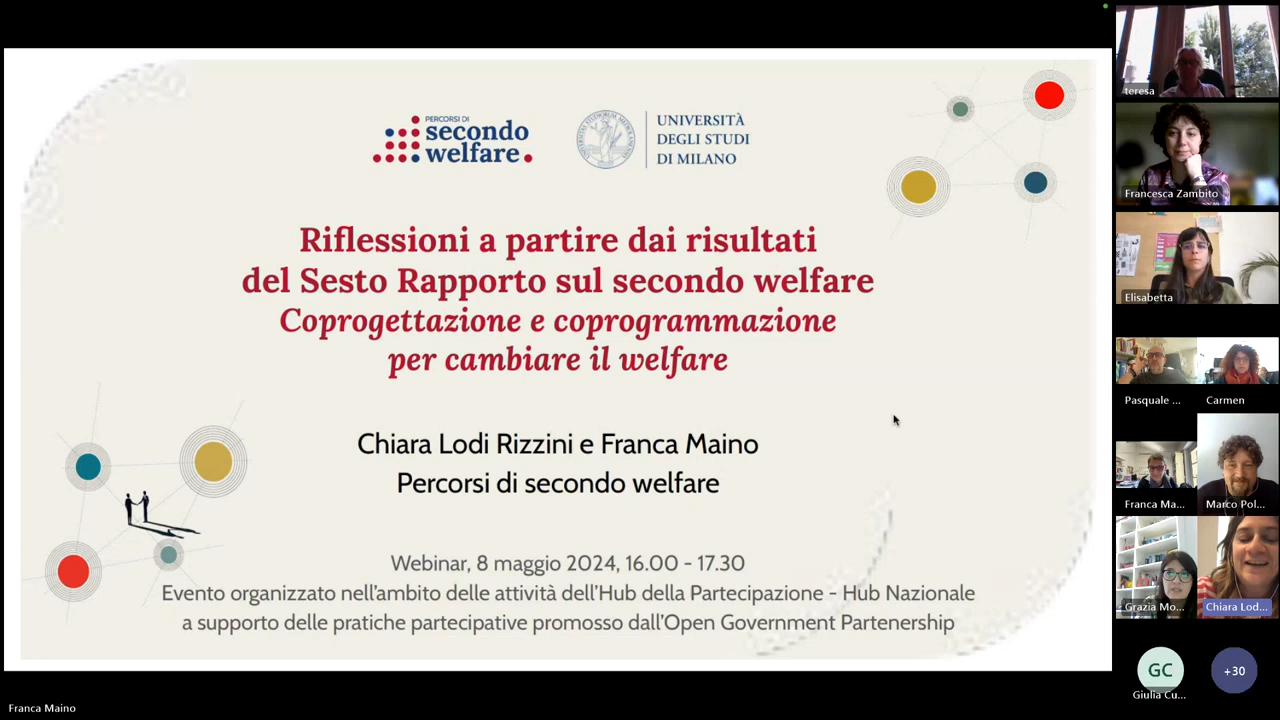 PERCORSI DI
secondo
welfare
UNIVERSITÀ
DEGLI STUDI
DI MILANO
Riflessioni a partire dai risultati
del Sesto Rapporto sul secondo welfare
Coprogettazione e coprogrammazione
per cambiare il welfare
Chiara Lodi Rizzini e Franca Maino
Percorsi di secondo welfare
Webinar, 8 maggio 2024, 16.00 - 17.30
Evento organizzato nell'ambito delle attività dell'Hub della Partecipazione - Hub Nazionale
a supporto delle pratiche partecipative promosso dall'Open Government Partenership
Franca Maino
teresa
Francesca Zambito
Elisabetta
Pasquale ...
Carmen
Franca Ma...
Marco Pol...
Grazia Mo...
Chiara Lod...
GC
Giulia Cu...
+30